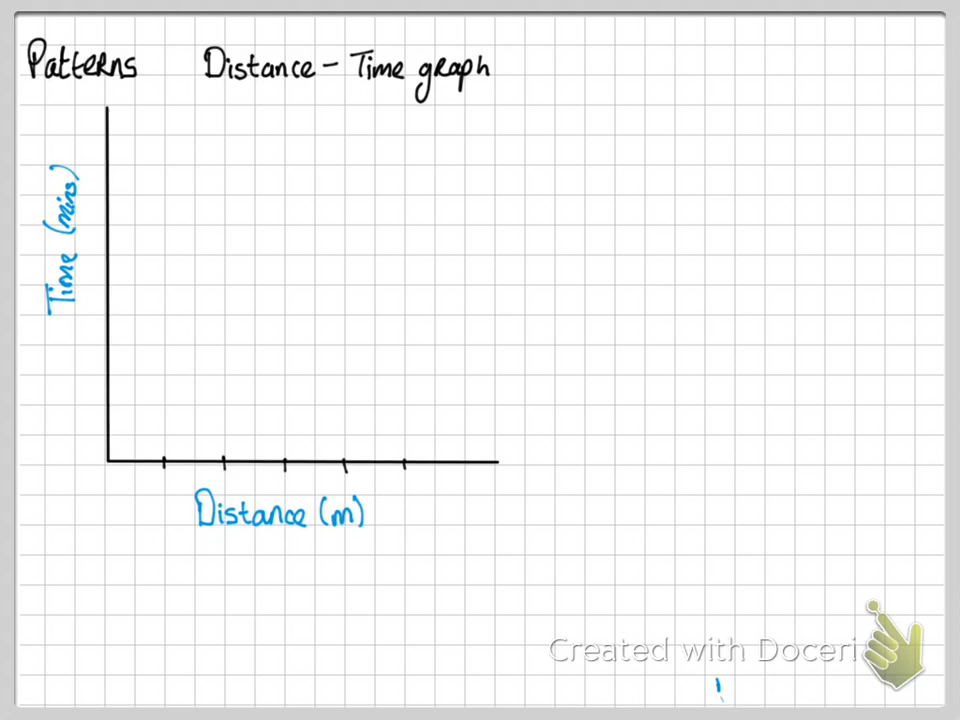 Patterns Distance - Time graph
Time (mins)
Distance (m)
Created with Doceri